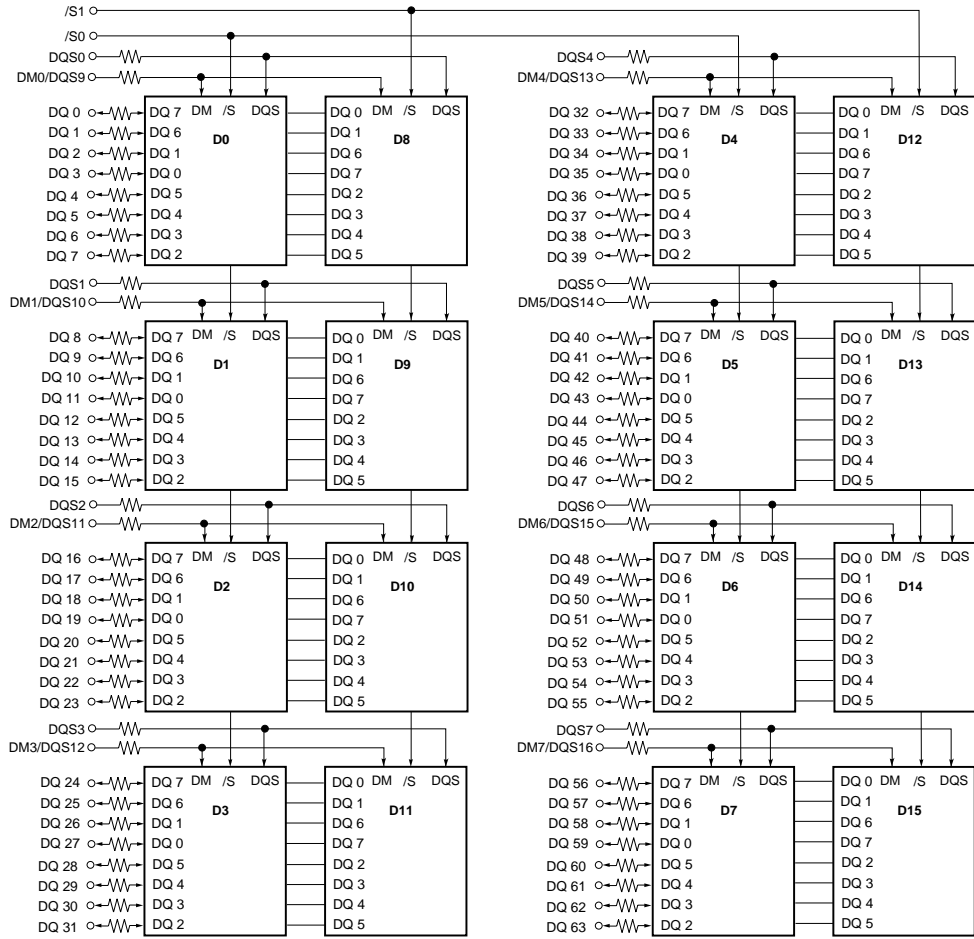 /S1
/S0
DQS0
DM0/DQS9
DQ 0 DQ 7 DM /S DQS DQ 0 DM /S DQS
DQ 1 DQ 6 DQ 1
D0 D8
DQ 2 DQ 1 DQ 6
DQ 3 DQ 0 DQ 7
DQ 4 DQ 5 DQ 2
DQ 5 DQ 4 DQ 3
DQ 6 DQ 3 DQ 4
DQ 7 DQ 2 DQ 5
DQS1
DM1/DQS10
DQ 8 DQ 7 DM /S DQS DQ 0 DM /S DQS
DQ 9 DQ 6 DQ 1
D1 D9
DQ 10 DQ 1 DQ 6
DQ 11 DQ 0 DQ 7
DQ 12 DQ 5 DQ 2
DQ 13 DQ 4 DQ 3
DQ 14 DQ 3 DQ 4
DQ 15 DQ 2 DQ 5
DQS2
DM2/DQS11
DQ 16 DQ 7 DM /S DQS DQ 0 DM /S DQS
DQ 17 DQ 6 DQ 1
D2 D10
DQ 18 DQ 1 DQ 6
DQ 19 DQ 0 DQ 7
DQ 20 DQ 5 DQ 2
DQ 21 DQ 4 DQ 3
DQ 22 DQ 3 DQ 4
DQ 23 DQ 2 DQ 5
DQS3
DM3/DQS12
DQ 24 DQ 7 DM /S DQS DQ 0 DM /S DQS
DQ 25 DQ 6 DQ 1
D3 D11
DQ 26 DQ 1 DQ 6
DQ 27 DQ 0 DQ 7
DQ 28 DQ 5 DQ 2
DQ 29 DQ 4 DQ 3
DQ 30 DQ 3 DQ 4
DQ 31 DQ 2 DQ 5
DQS4
DM4/DQS13
DQ 32 DQ 7 DM /S DQS DQ 0 DM /S DQS
DQ 33 DQ 6 DQ 1
D4 D12
DQ 34 DQ 1 DQ 6
DQ 35 DQ 0 DQ 7
DQ 36 DQ 5 DQ 2
DQ 37 DQ 4 DQ 3
DQ 38 DQ 3 DQ 4
DQ 39 DQ 2 DQ 5
DQS5
DM5/DQS14
DQ 40 DQ 7 DM /S DQS DQ 0 DM /S DQS
DQ 41 DQ 6 DQ 1
D5 D13
DQ 42 DQ 1 DQ 6
DQ 43 DQ 0 DQ 7
DQ 44 DQ 5 DQ 2
DQ 45 DQ 4 DQ 3
DQ 46 DQ 3 DQ 4
DQ 47 DQ 2 DQ 5
DQS6
DM6/DQS15
DQ 48 DQ 7 DM /S DQS DQ 0 DM /S DQS
DQ 49 DQ 6 DQ 1
D6 D14
DQ 50 DQ 1 DQ 6
DQ 51 DQ 0 DQ 7
DQ 52 DQ 5 DQ 2
DQ 53 DQ 4 DQ 3
DQ 54 DQ 3 DQ 4
DQ 55 DQ 2 DQ 5
DQS7
DM7/DQS16
DQ 56 DQ 7 DM /S DQS DQ 0 DM /S DQS
DQ 57 DQ 6 DQ 1
D7 D15
DQ 58 DQ 1 DQ 6
DQ 59 DQ 0 DQ 7
DQ 60 DQ 5 DQ 2
DQ 61 DQ 4 DQ 3
DQ 62 DQ 3 DQ 4
DQ 63 DQ 2 DQ 5